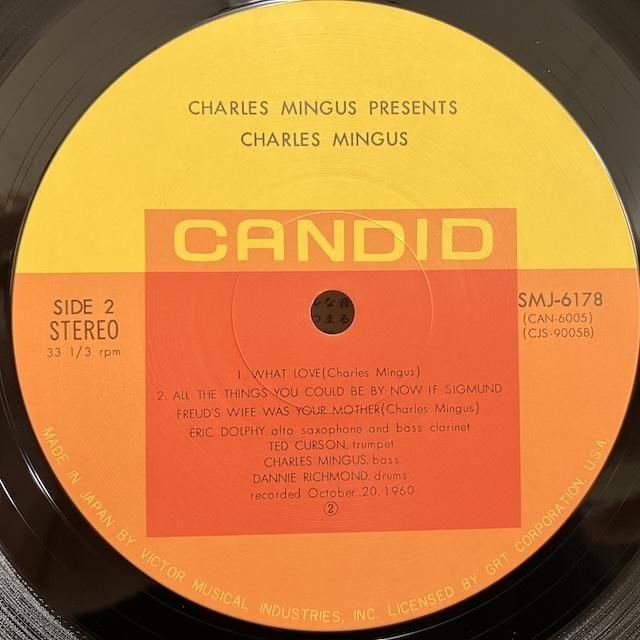 CHARLES MINGUS PRESENTS
CHARLES MINGUS
CANDID
SIDE 2
STEREO
33 1/3 rpm
SMJ-6178
(CAN-6005)
(CJS-9005B)
1. WHAT LOVE(Charles Mingus)
2. ALL THE THINGS YOU COULD BE BY NOW IF SIGMUND
FREUD'S WIFE WAS YOUR MOTHER(Charles Mingus)
ERIC DOLPHY, alto saxophone and bass clarinet
TED CURSON, trumpet
CHARLES MINGUS, bass
DANNIE RICHMOND, drums
recorded October 20, 1960
②
MADE IN JAPAN BY VICTOR MUSICAL INDUSTRIES, INC. LICENSED BY GRT CORPORATION, U.S.A.